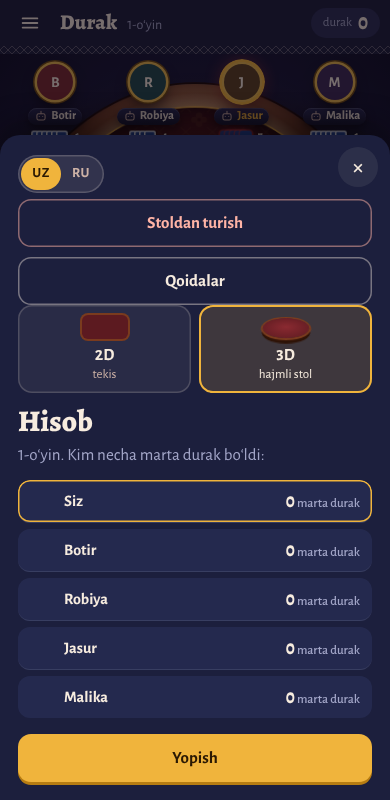 Durak 1-o'yin durak 0
B R J M
Botir Robiya Jasur Malika
UZ RU ×
Stoldan turish
Qoidalar
2D 3D
tekis hajmli stol
Hisob
1-o'yin. Kim necha marta durak bo'ldi:
Siz 0 marta durak
Botir 0 marta durak
Robiya 0 marta durak
Jasur 0 marta durak
Malika 0 marta durak
Yopish